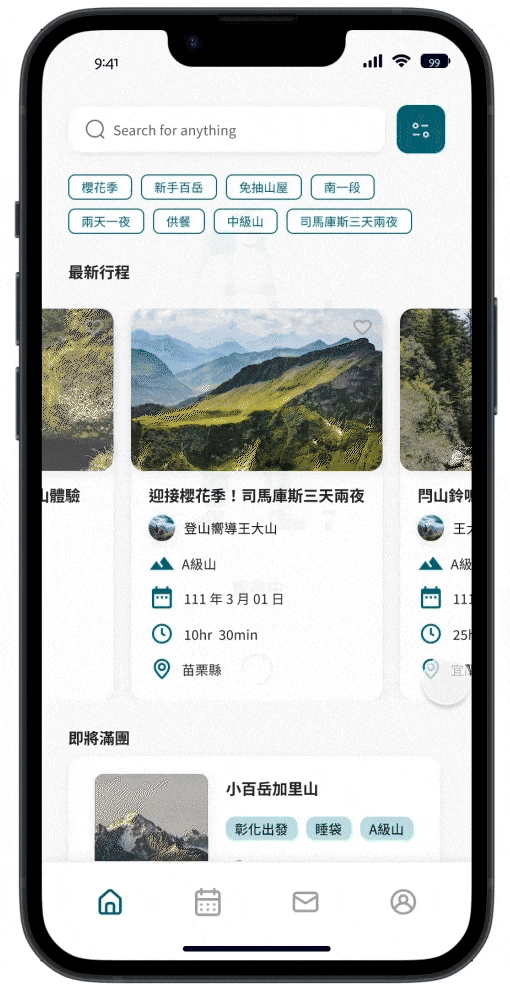 9:41
99
Search for anything
櫻花季 新手百岳 免抽山屋 南一段
兩天一夜 供餐 中級山 司馬庫斯三天兩夜
最新行程
山體驗
迎接櫻花季！司馬庫斯三天兩夜
登山嚮導王大山
A級山
111 年 3 月 01 日
10hr 30min
苗栗縣
閂山鈴鳴
王大
A級
111
25h
宜蘭
即將滿團
小百岳加里山
彰化出發 睡袋 A級山